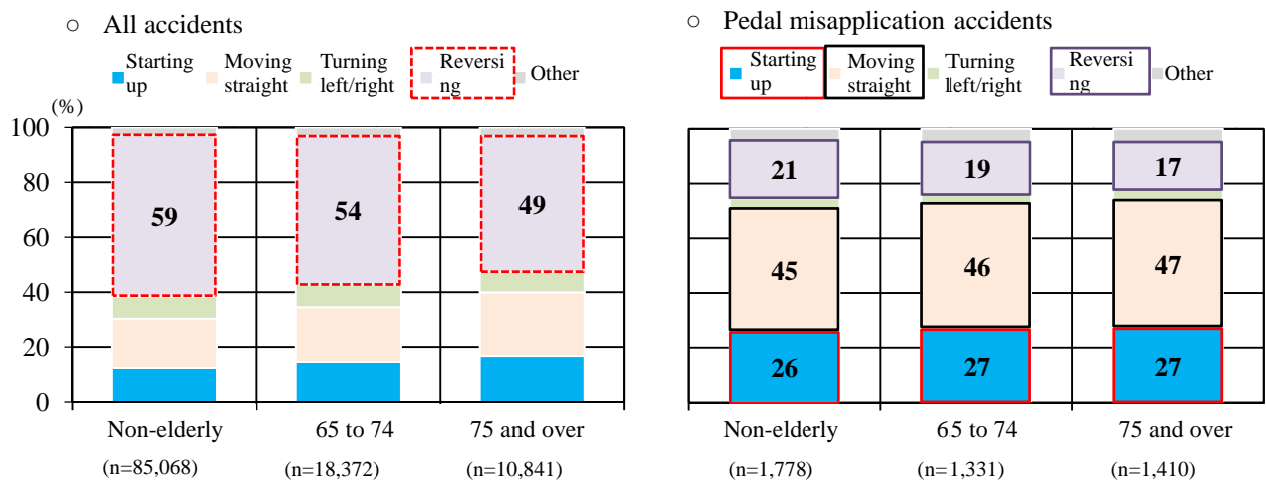 ○ All accidents
Starting up
Moving straight
Turning left/right
Reversi ng
Other
(%)
100
80
60
40
20
0
59
54
49
Non-elderly
65 to 74
75 and over
(n=85,068)
(n=18,372)
(n=10,841)
○ Pedal misapplication accidents
Starting up
Moving straight
Turning left/right
Reversi ng
Other
21
19
17
45
46
47
26
27
27
Non-elderly
65 to 74
75 and over
(n=1,778)
(n=1,331)
(n=1,410)